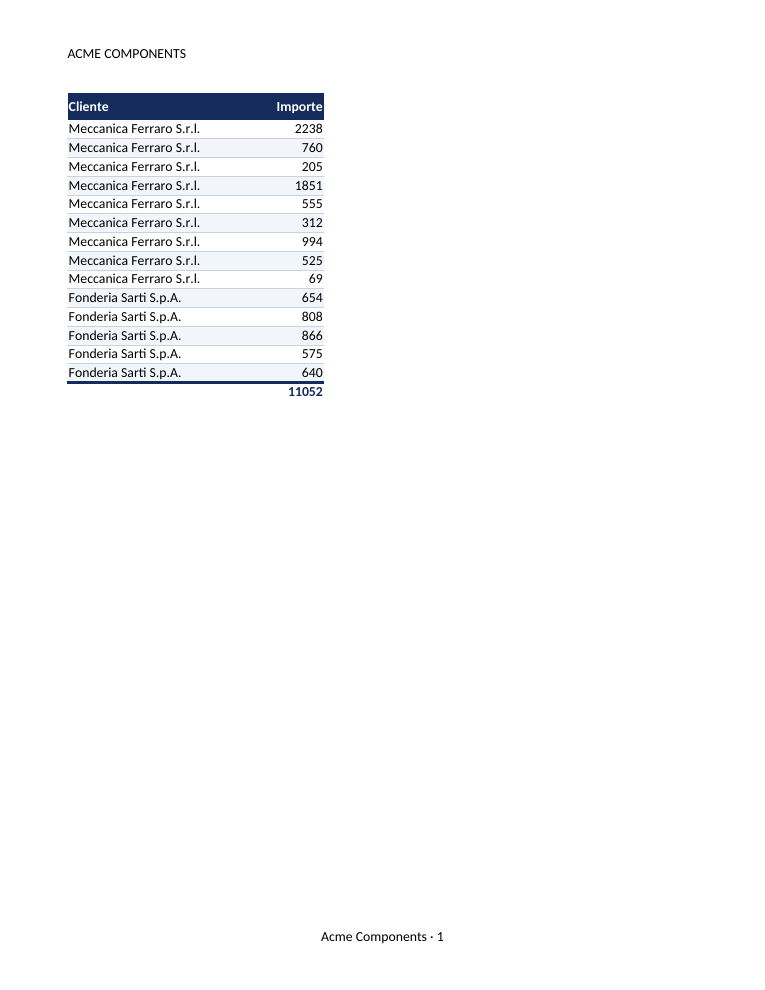 ACME COMPONENTS
Cliente Importe
Meccanica Ferraro S.r.l. 2238
Meccanica Ferraro S.r.l. 760
Meccanica Ferraro S.r.l. 205
Meccanica Ferraro S.r.l. 1851
Meccanica Ferraro S.r.l. 555
Meccanica Ferraro S.r.l. 312
Meccanica Ferraro S.r.l. 994
Meccanica Ferraro S.r.l. 525
Meccanica Ferraro S.r.l. 69
Fonderia Sarti S.p.A. 654
Fonderia Sarti S.p.A. 808
Fonderia Sarti S.p.A. 866
Fonderia Sarti S.p.A. 575
Fonderia Sarti S.p.A. 640
11052
Acme Components · 1